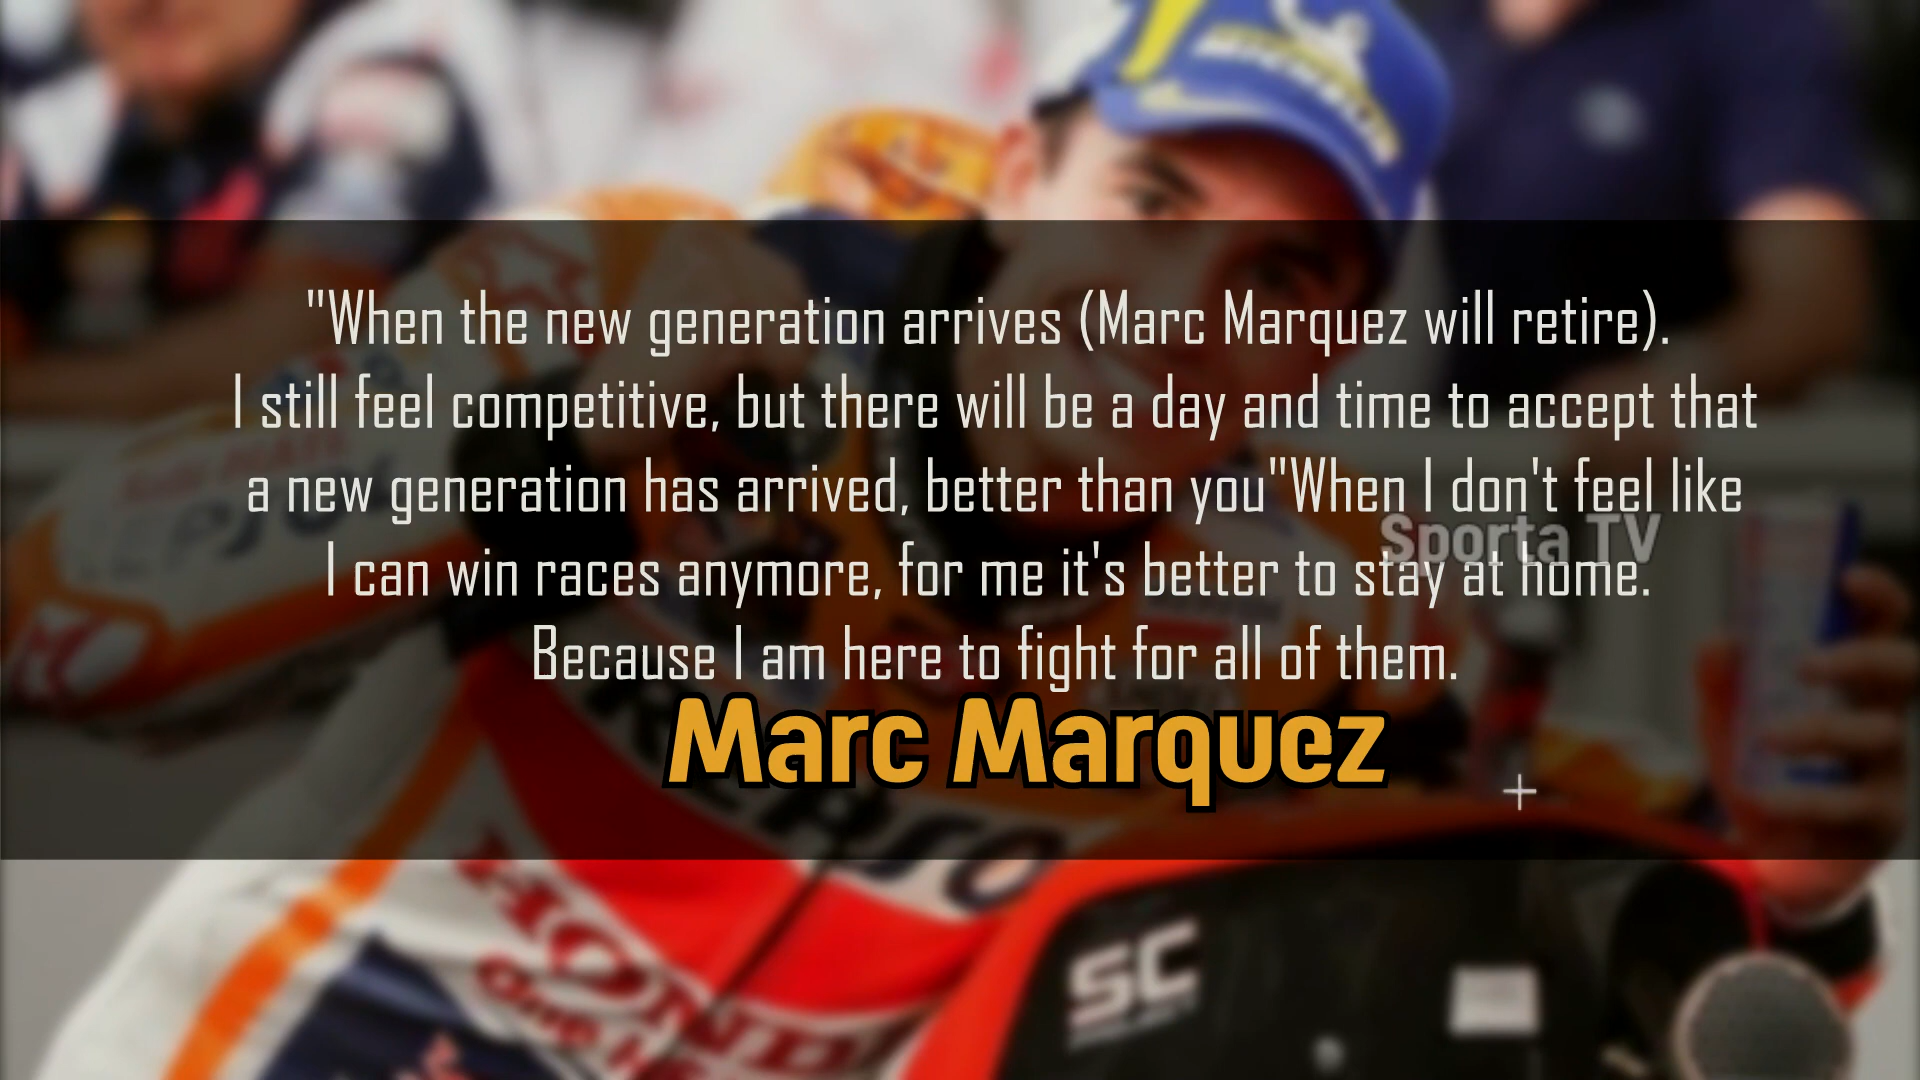 MICHELIN
"When the new generation arrives (Marc Marquez will retire).
I still feel competitive, but there will be a day and time to accept that
a new generation has arrived, better than you"When I don't feel like
Sporta TV
I can win races anymore, for me it's better to stay at home.
Because I am here to fight for all of them.
Marc Marquez
HONDA
SC